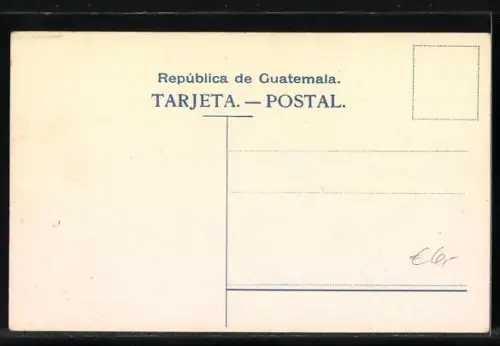 República de Guatemala.
TARJETA.—POSTAL.
€ 6,-